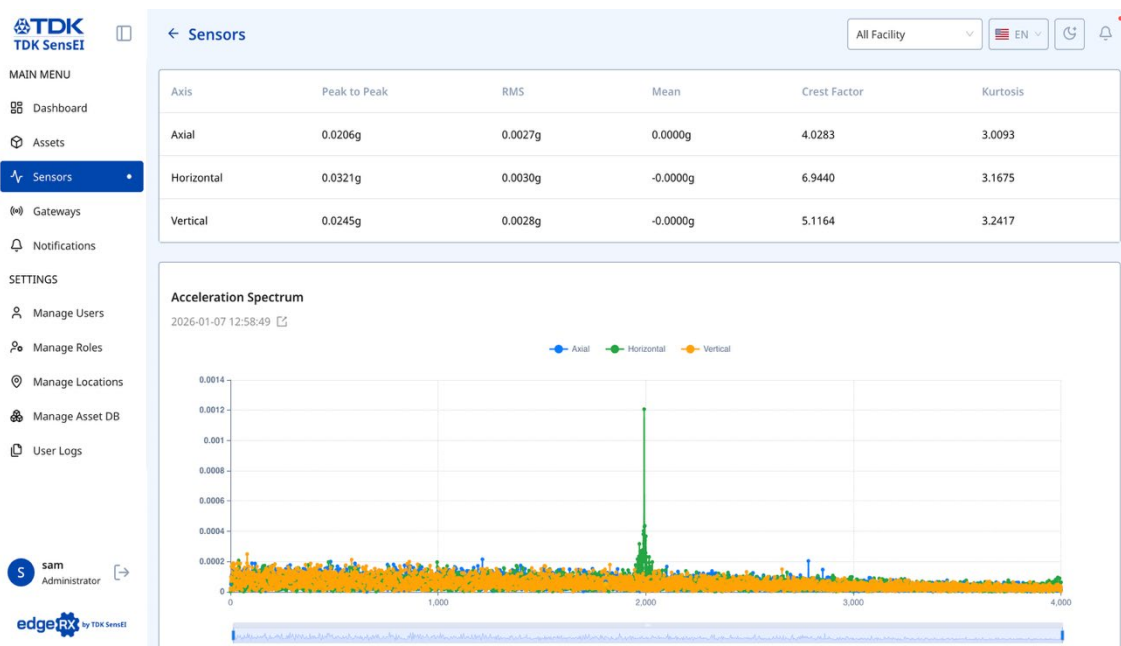 TDK
TDK SensEI
← Sensors
All Facility
EN
MAIN MENU
Dashboard
Assets
Sensors
Gateways
Notifications
SETTINGS
Manage Users
Manage Roles
Manage Locations
Manage Asset DB
User Logs
S
sam
Administrator
edgeRX by TDK SensEI
Axis Peak to Peak RMS Mean Crest Factor Kurtosis
Axial 0.0206g 0.0027g 0.0000g 4.0283 3.0093
Horizontal 0.0321g 0.0030g -0.0000g 6.9440 3.1675
Vertical 0.0245g 0.0028g -0.0000g 5.1164 3.2417
Acceleration Spectrum
2026-01-07 12:58:49
Axial Horizontal Vertical
0.0014
0.0012
0.001
0.0008
0.0006
0.0004
0.0002
0
0 1,000 2,000 3,000 4,000